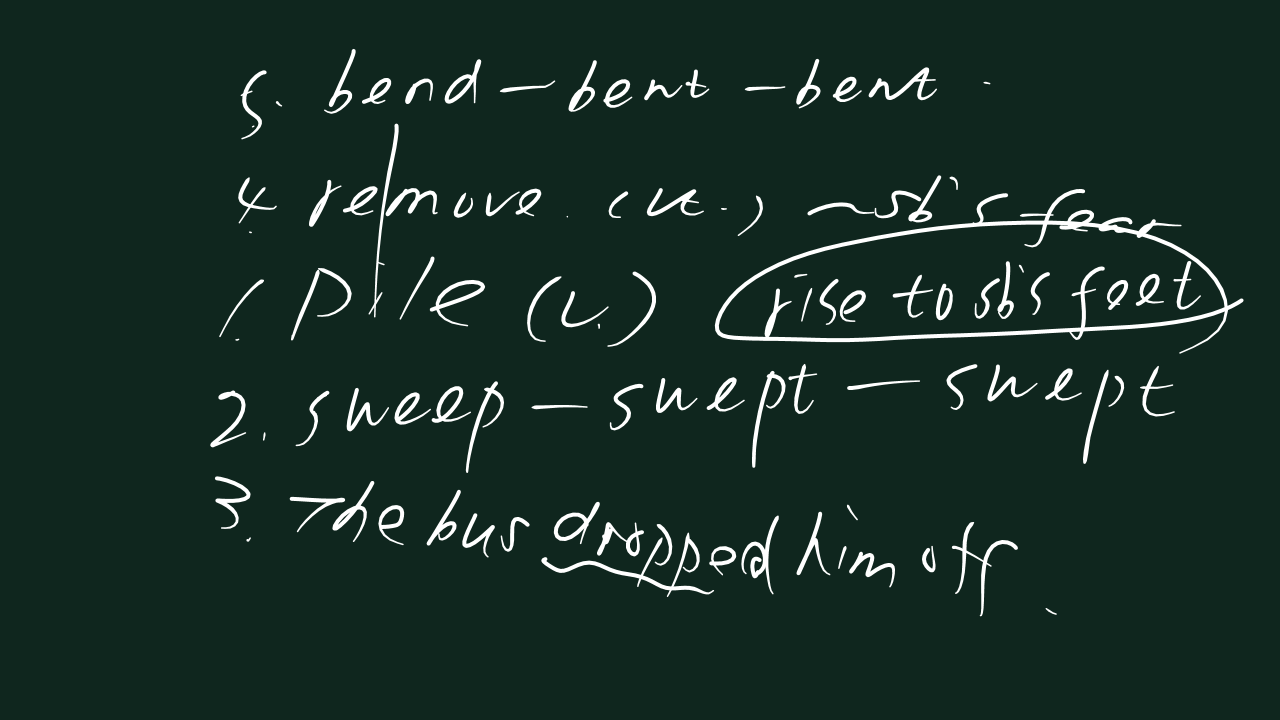 5. bend - bent - bent.
4. remove. (vt.) ~sb's fear
1. pile (v.) rise to sb's feet
2. sweep - swept - swept
3. The bus dropped him off.